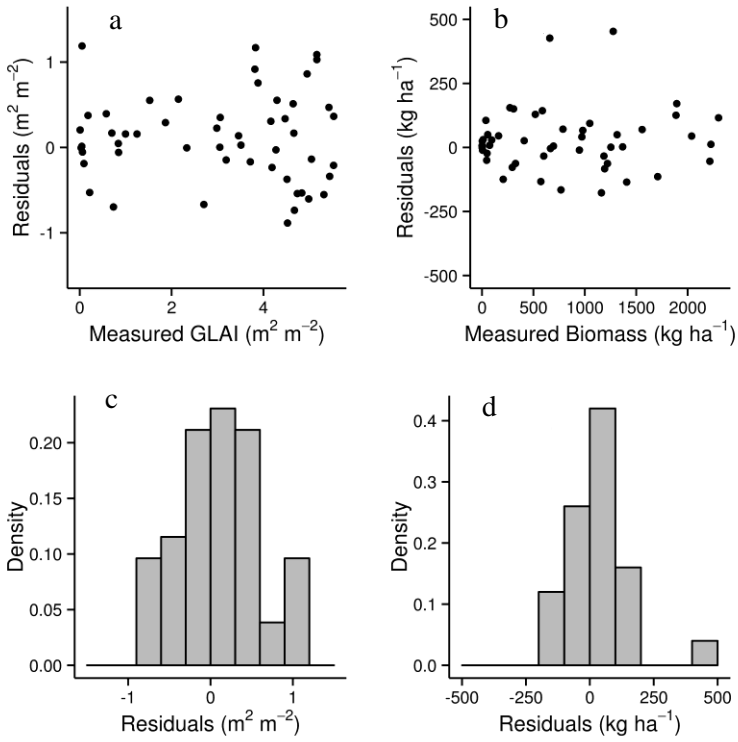 a
1
0
-1
Residuals (m² m⁻²)
0 2 4
Measured GLAI (m² m⁻²)
b
500
250
0
-250
-500
Residuals (kg ha⁻¹)
0 500 1000 1500 2000
Measured Biomass (kg ha⁻¹)
c
0.20
0.15
0.10
0.05
0.00
Density
-1 0 1
Residuals (m² m⁻²)
d
0.4
0.3
0.2
0.1
0.0
Density
-500 -250 0 250 500
Residuals (kg ha⁻¹)